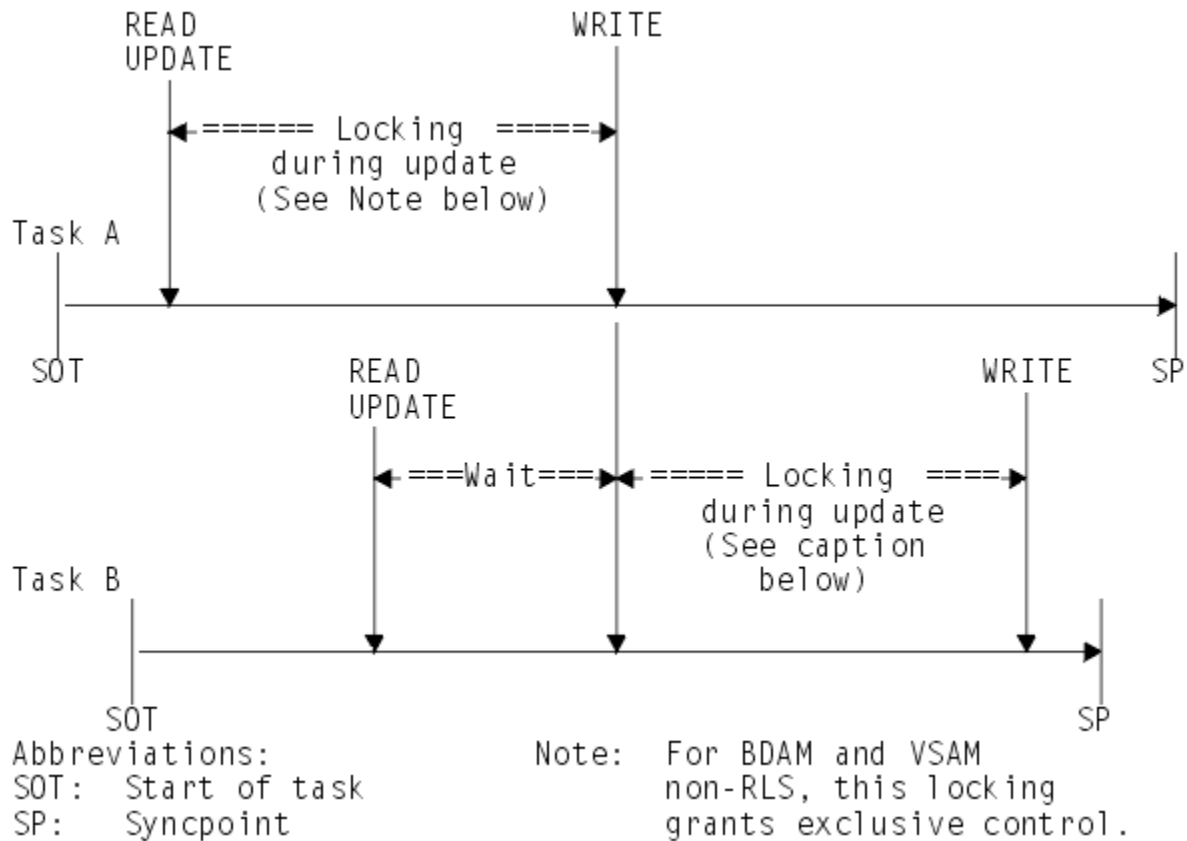 READ
UPDATE
WRITE
====== Locking =====
during update
(See Note below)
Task A
SOT
SP
READ
UPDATE
WRITE
===Wait===
===== Locking ====
during update
(See caption
below)
Task B
SOT
SP
Abbreviations:
SOT: Start of task
SP: Syncpoint
Note: For BDAM and VSAM
non-RLS, this locking
grants exclusive control.